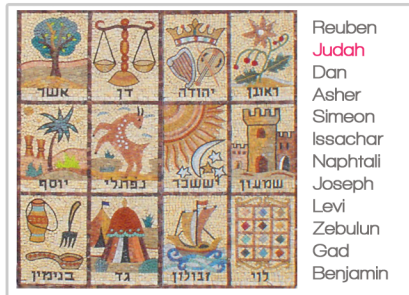 אשר דן יהודה ראובן
יוסף נפתלי יששכר שמעון
בנימין גד זבולון לוי
Reuben
Judah
Dan
Asher
Simeon
Issachar
Naphtali
Joseph
Levi
Zebulun
Gad
Benjamin